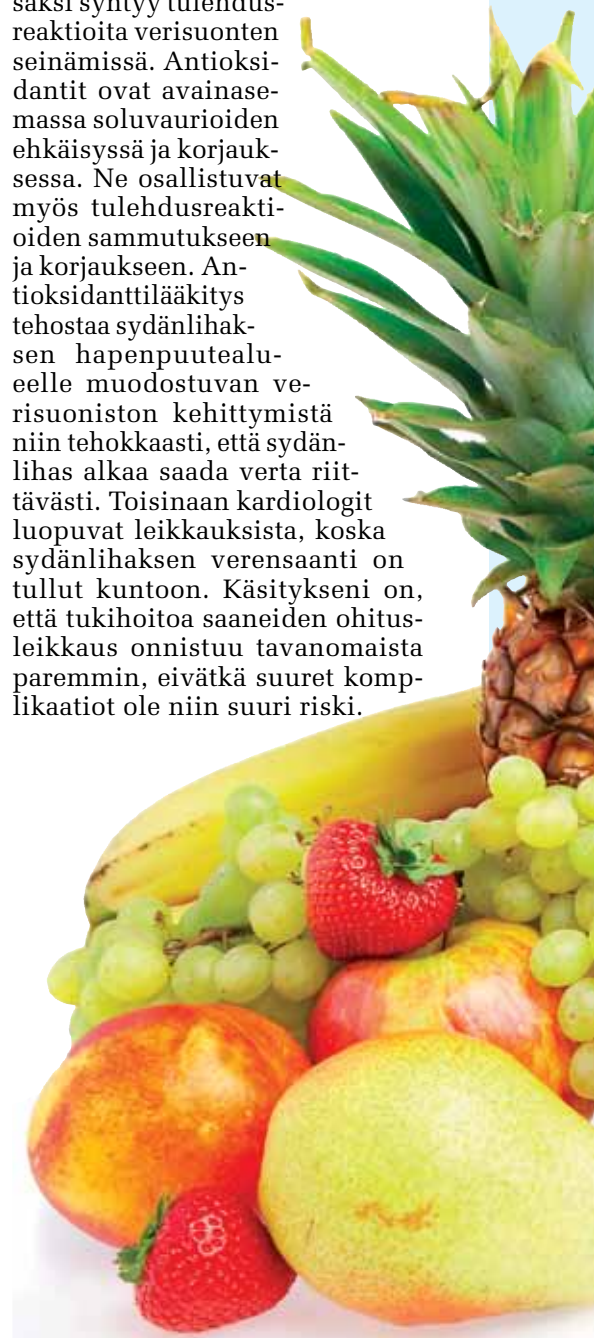 saksi syntyy tulehdus-
reaktioita verisuonten
seinämissä. Antioksi-
dantit ovat avainase-
massa soluvaurioiden
ehkäisyssä ja korjauk-
sessa. Ne osallistuvat
myös tulehdusreakti-
oiden sammutukseen
ja korjaukseen. An-
tioksidanttilääkitys
tehostaa sydänlihak-
sen hapenpuutealu-
eelle muodostuvan ve-
risuoniston kehittymistä
niin tehokkaasti, että sydän-
lihas alkaa saada verta riit-
tävästi. Toisinaan kardiologit
luopuvat leikkauksista, koska
sydänlihaksen verensaanti on
tullut kuntoon. Käsitykseni on,
että tukihoitoa saaneiden ohitus-
leikkaus onnistuu tavanomaista
paremmin, eivätkä suuret komp-
likaatiot ole niin suuri riski.